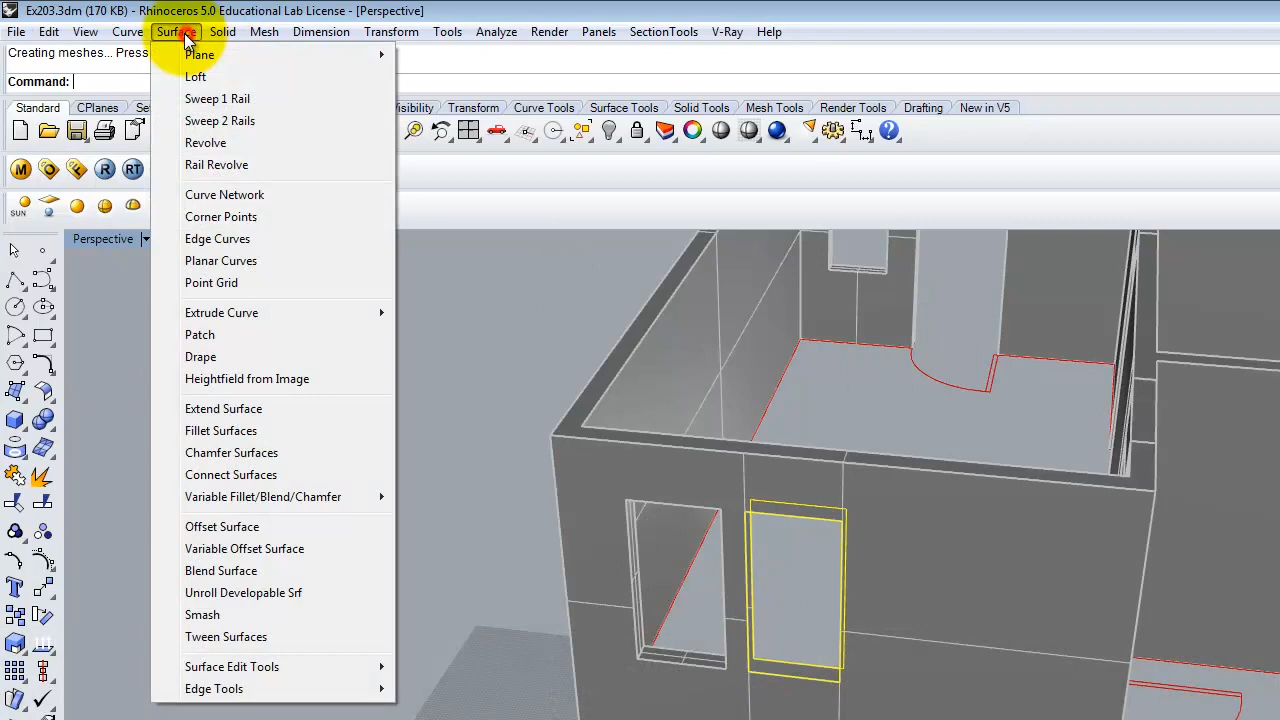 Ex203.3dm (170 KB) - Rhinoceros 5.0 Educational Lab License - [Perspective]
File Edit View Curve Surface Solid Mesh Dimension Transform Tools Analyze Render Panels SectionTools V-Ray Help
Creating meshes... Press
Command:
Standard CPlanes Transform Curve Tools Surface Tools Solid Tools Mesh Tools Render Tools Drafting New in V5
Perspective
Plane
Loft
Sweep 1 Rail
Sweep 2 Rails
Revolve
Rail Revolve
Curve Network
Corner Points
Edge Curves
Planar Curves
Point Grid
Extrude Curve
Patch
Drape
Heightfield from Image
Extend Surface
Fillet Surfaces
Chamfer Surfaces
Connect Surfaces
Variable Fillet/Blend/Chamfer
Offset Surface
Variable Offset Surface
Blend Surface
Unroll Developable Srf
Smash
Tween Surfaces
Surface Edit Tools
Edge Tools
M O F R RT
SUN